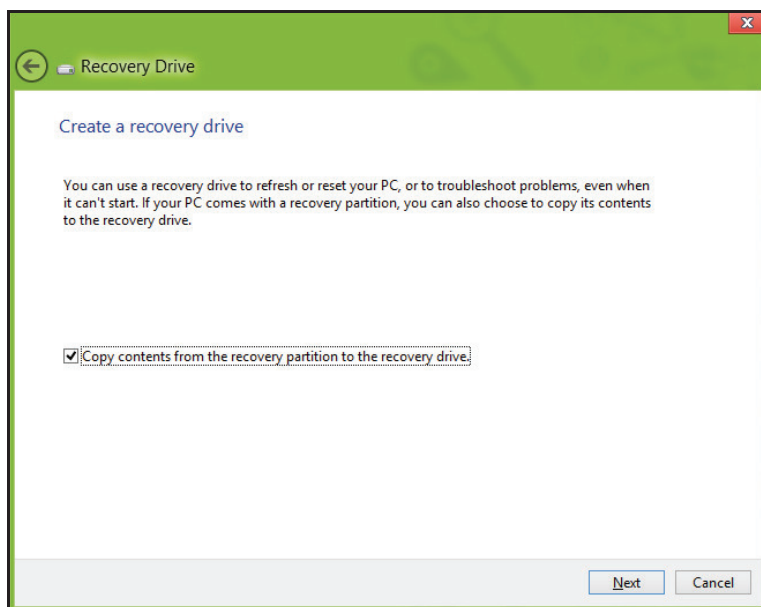 x
Recovery Drive
Create a recovery drive
You can use a recovery drive to refresh or reset your PC, or to troubleshoot problems, even when
it can't start. If your PC comes with a recovery partition, you can also choose to copy its contents
to the recovery drive.
Copy contents from the recovery partition to the recovery drive.
Next Cancel